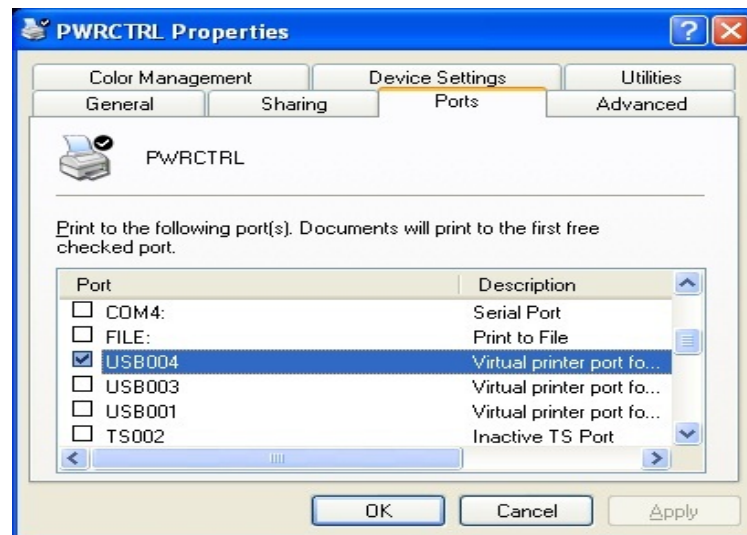 PWRCTRL Properties
Color Management Device Settings Utilities
General Sharing Ports Advanced
PWRCTRL
Print to the following port(s). Documents will print to the first free
checked port.
Port Description
COM4: Serial Port
FILE: Print to File
USB004 Virtual printer port fo...
USB003 Virtual printer port fo...
USB001 Virtual printer port fo...
TS002 Inactive TS Port
OK Cancel Apply